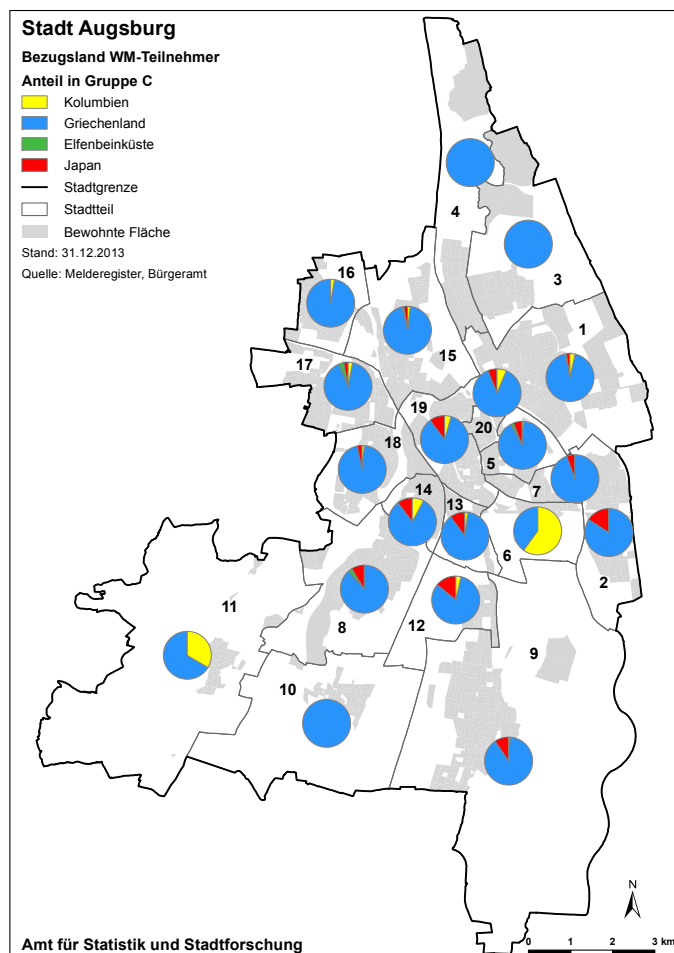 Stadt Augsburg
Bezugsland WM-Teilnehmer
Anteil in Gruppe C
Kolumbien
Griechenland
Elfenbeinküste
Japan
Stadtgrenze
Stadtteil
Bewohnte Fläche
Stand: 31.12.2013
Quelle: Melderegister, Bürgeramt
4
3
16
1
15
17
19
20
18
5
7
14
13
6
2
11
8
12
9
10
N
Amt für Statistik und Stadtforschung
0 1 2 3 km